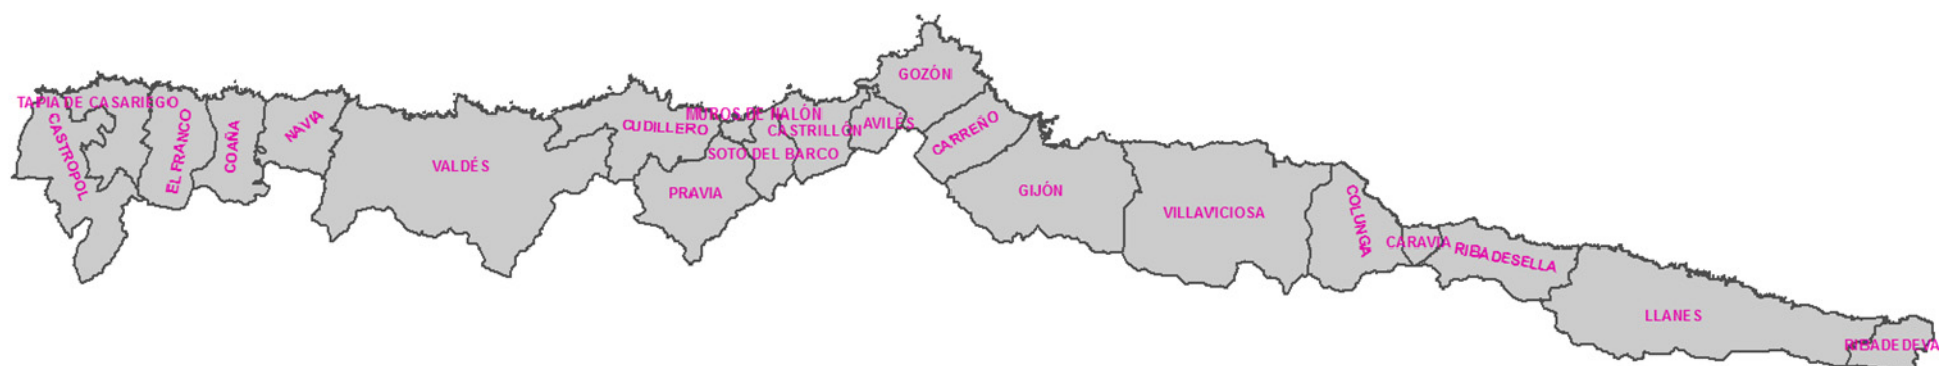 TAPIA DE CASARIEGO
CASTROPOL
EL FRANCO
COAÑA
NAVIA
VALDÉS
CUDILLERO
MUROS DE NALÓN
SOTO DEL BARCO
PRAVIA
CASTRILLÓN
AVILÉS
GOZÓN
CARREÑO
GIJÓN
VILLAVICIOSA
COLUNGA
CARAVIA
RIBADESELLA
LLANES
RIBADEDEVA